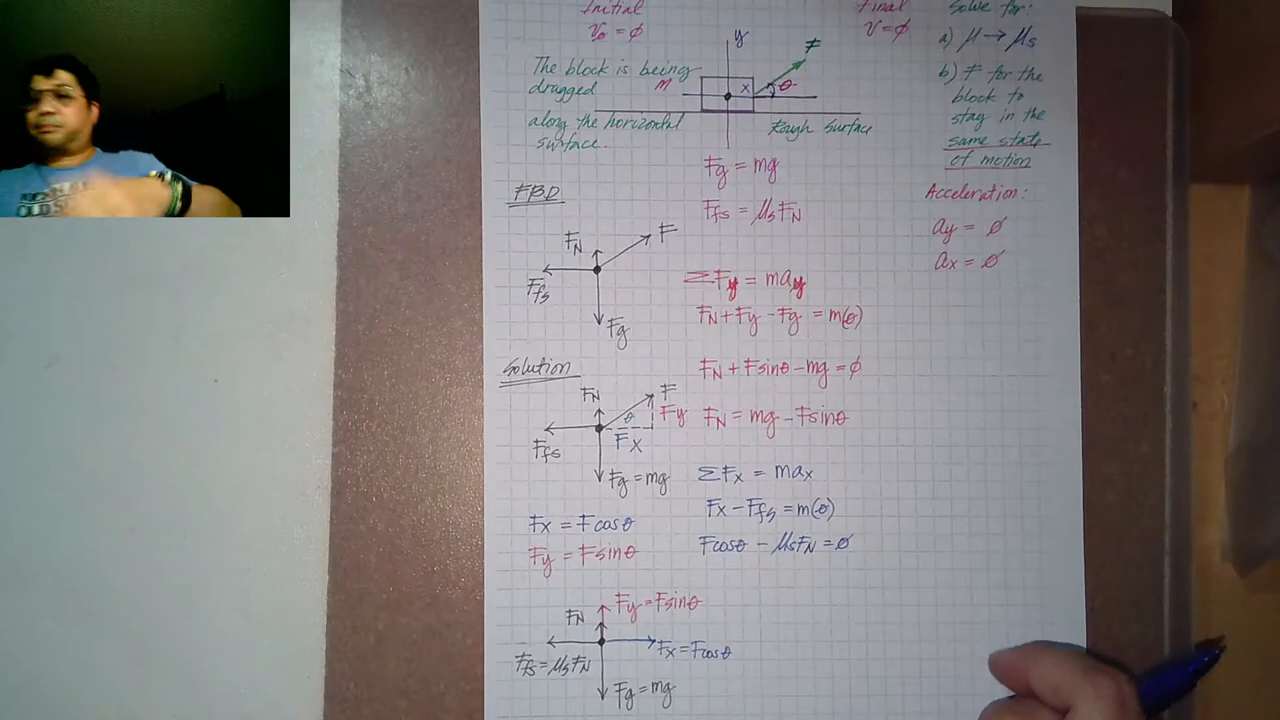 Initial
v₀ = ∅
Final
v = ∅
Solve for:
a) μ → μs
b) F for the
block to
stay in the
same state
of motion
Acceleration:
ay = ∅
ax = ∅
The block is being
dragged
along the horizontal
surface.
y
F
m
x
θ
Rough Surface
FBD
FN
F
Ffs
Fg
Fg = mg
Ffs = μsFN
ΣFy = may
FN + Fy - Fg = m(∅)
FN + Fsinθ - mg = ∅
FN = mg - Fsinθ
Solution
FN
F
θ
Fy
Ffs
Fx
Fg = mg
Fx = Fcosθ
Fy = Fsinθ
ΣFx = max
Fx - Ffs = m(∅)
Fcosθ - μsFN = ∅
FN
Fy = Fsinθ
Ffs = μsFN
Fx = Fcosθ
Fg = mg